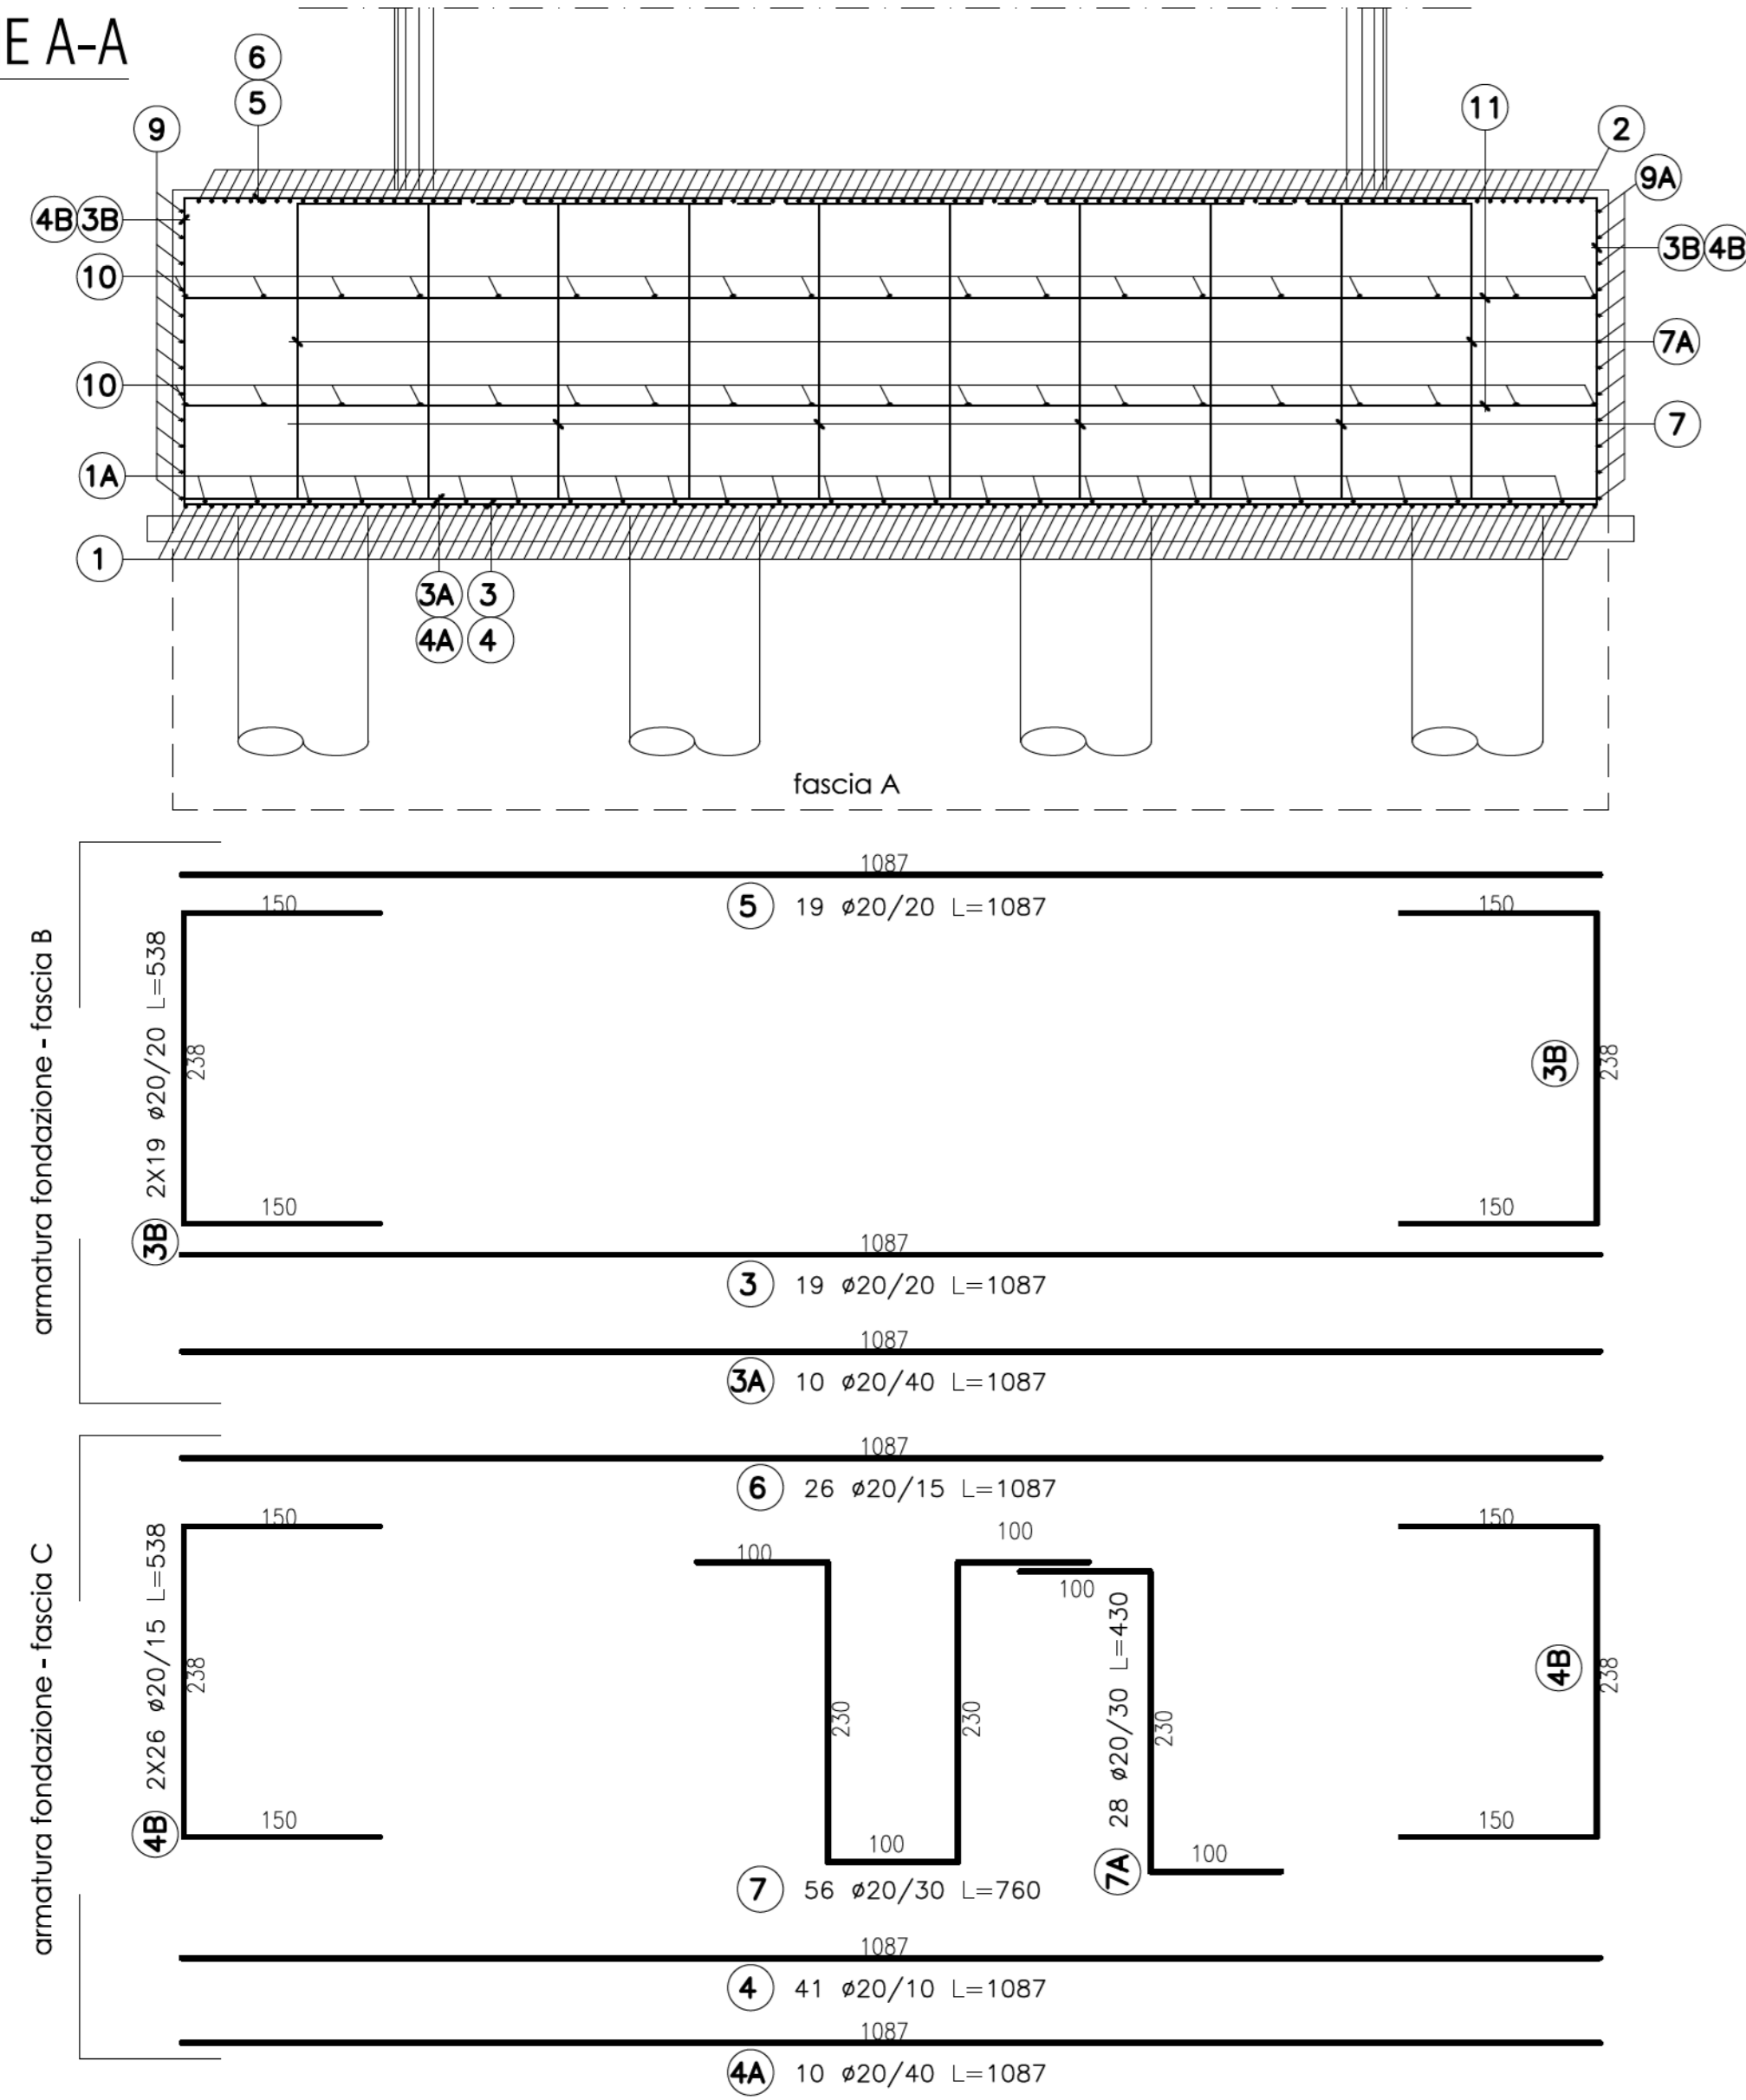 E A-A
6
5
9
11
2
9A
4B 3B
3B 4B
10
7A
10
7
1A
1
3A 3
4A 4
fascia A
armatura fondazione - fascia B
1087
5 19 ø20/20 L=1087
150
150
2X19 ø20/20 L=538
238
3B
238
150
150
3B
1087
3 19 ø20/20 L=1087
1087
3A 10 ø20/40 L=1087
armatura fondazione - fascia C
1087
6 26 ø20/15 L=1087
150
150
100
100
100
2X26 ø20/15 L=538
238
230
230
28 ø20/30 L=430
230
4B
238
150
150
4B
100
100
7A
7 56 ø20/30 L=760
1087
4 41 ø20/10 L=1087
1087
4A 10 ø20/40 L=1087